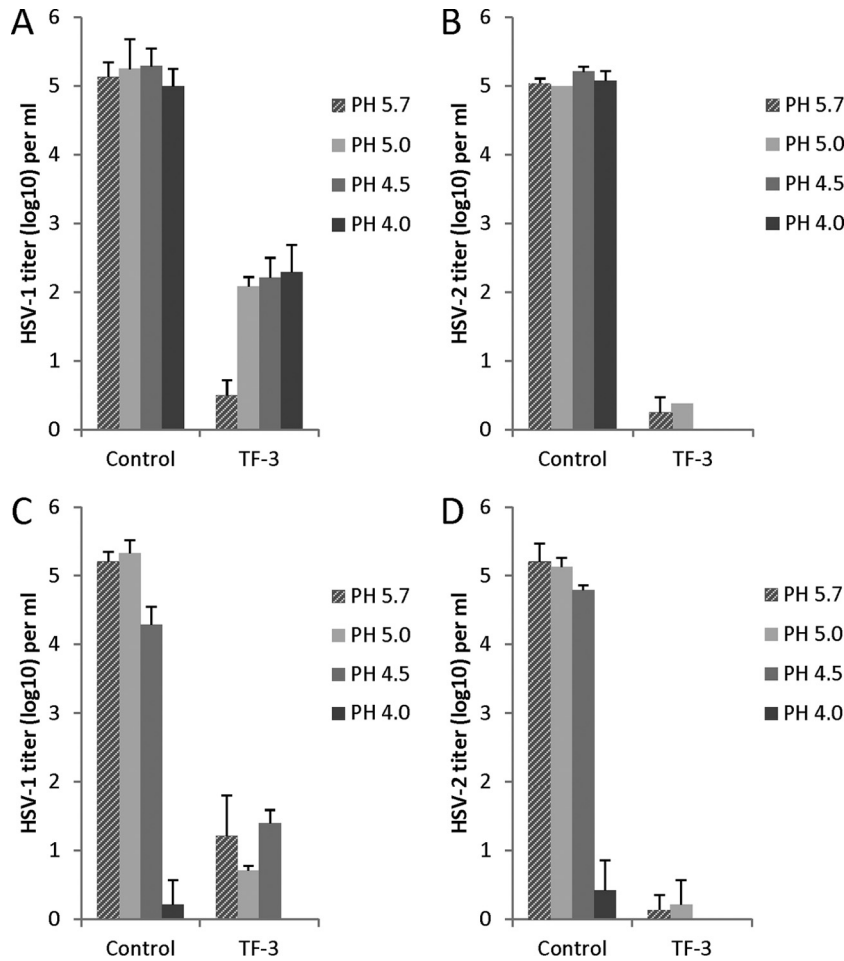 A
HSV-1 titer (log10) per ml
6
5
4
3
2
1
0
Control
TF-3
PH 5.7
PH 5.0
PH 4.5
PH 4.0
B
HSV-2 titer (log10) per ml
6
5
4
3
2
1
0
Control
TF-3
PH 5.7
PH 5.0
PH 4.5
PH 4.0
C
HSV-1 titer (log10) per ml
6
5
4
3
2
1
0
Control
TF-3
PH 5.7
PH 5.0
PH 4.5
PH 4.0
D
HSV-2 titer (log10) per ml
6
5
4
3
2
1
0
Control
TF-3
PH 5.7
PH 5.0
PH 4.5
PH 4.0